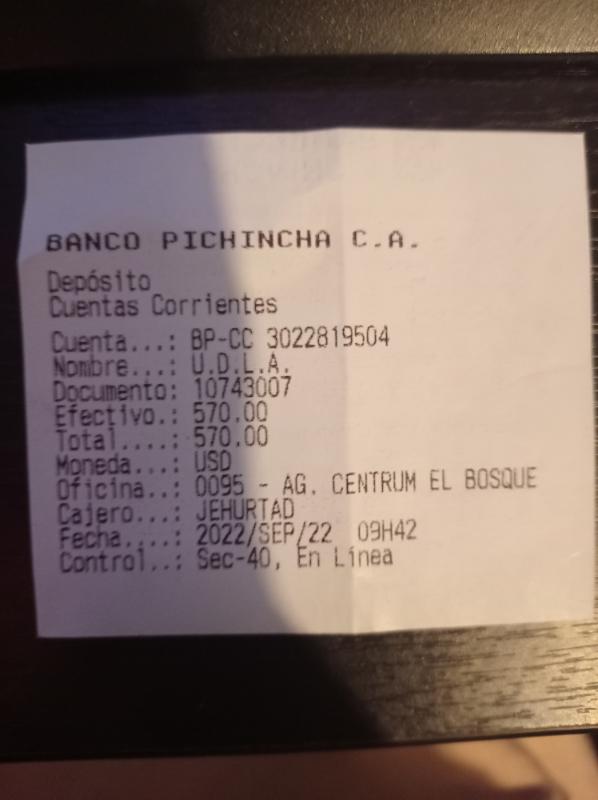 BANCO PICHINCHA C.A.
Depósito
Cuentas Corrientes
Cuenta...: BP-CC 3022819504
Nombre...: U.D.L.A.
Documento: 10743007
Efectivo.: 570.00
Total....: 570.00
Moneda...: USD
Oficina..: 0095 - AG. CENTRUM EL BOSQUE
Cajero...: JEHURTAD
Fecha....: 2022/SEP/22 09H42
Control..: Sec-40, En Línea